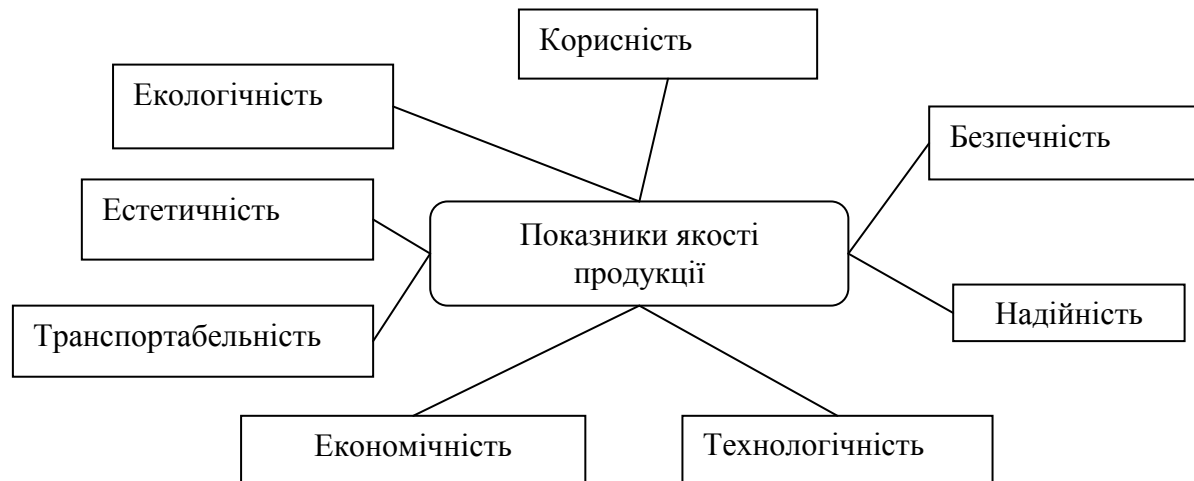 Корисність
Екологічність
Безпечність
Естетичність
Показники якості
продукції
Надійність
Транспортабельність
Економічність
Технологічність